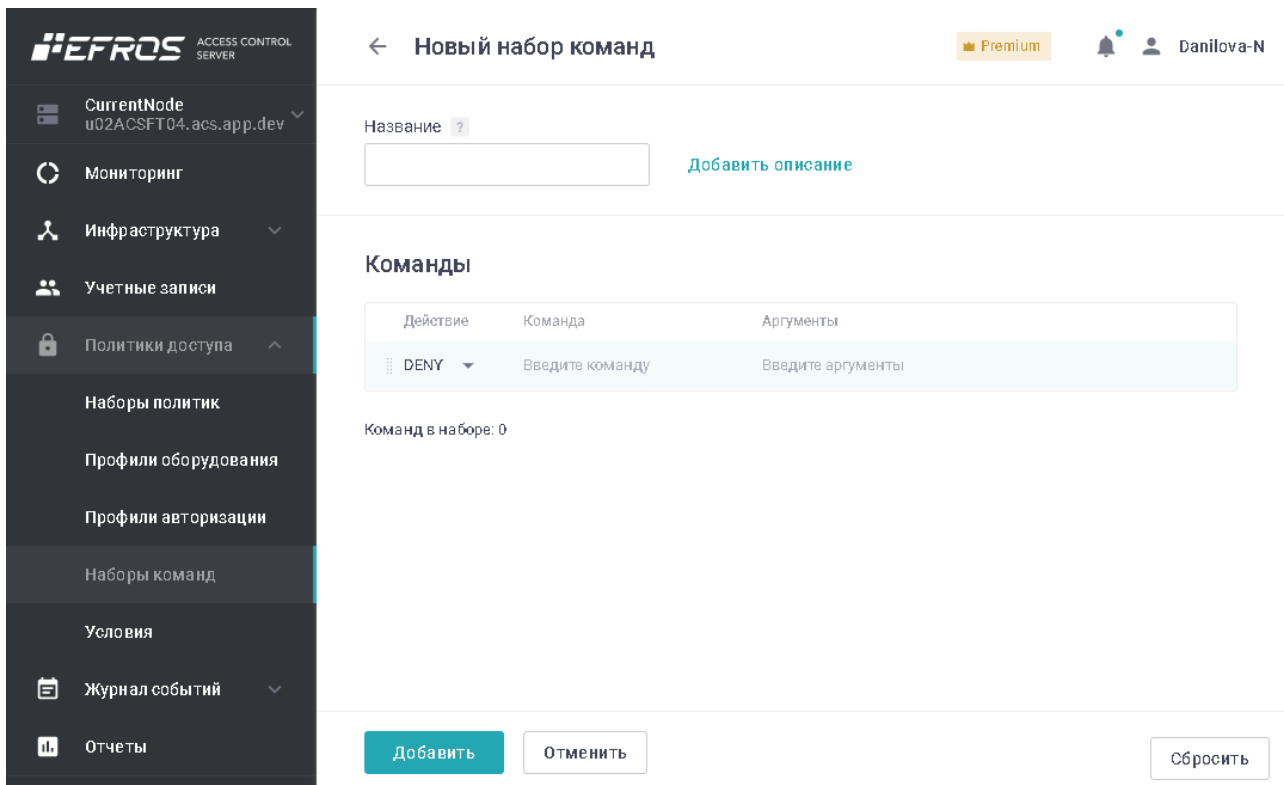 EFROS ACCESS CONTROL SERVER
Новый набор команд
Premium
Danilova-N
CurrentNode
u02ACSFT04.acs.app.dev
Мониторинг
Инфраструктура
Учетные записи
Политики доступа
Наборы политик
Профили оборудования
Профили авторизации
Наборы команд
Условия
Журнал событий
Отчеты
Название ?
Добавить описание
Команды
Действие Команда Аргументы
DENY Введите команду Введите аргументы
Команд в наборе: 0
Добавить Отменить Сбросить